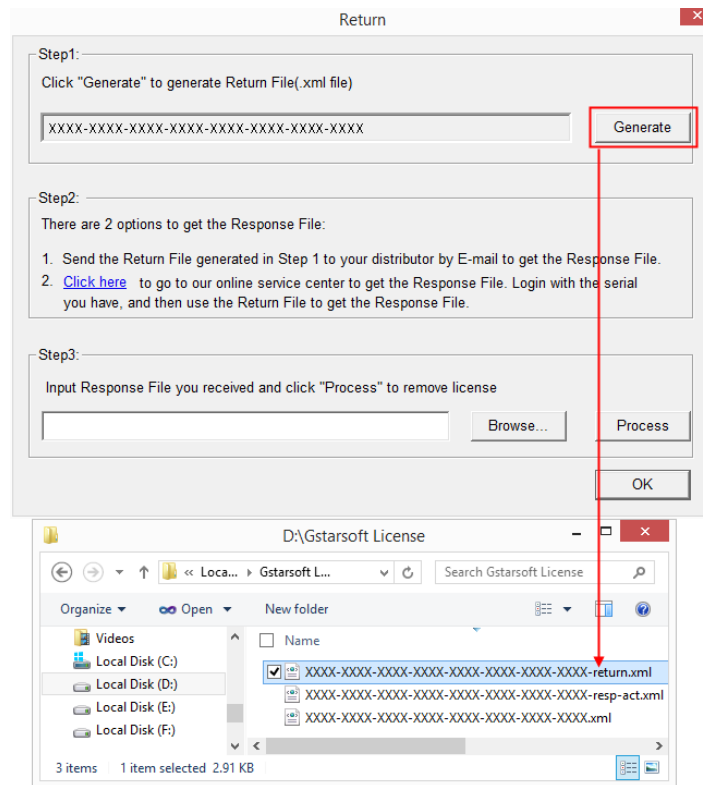 Return
Step1:
Click "Generate" to generate Return File(.xml file)
XXXX-XXXX-XXXX-XXXX-XXXX-XXXX-XXXX-XXXX
Generate
Step2:
There are 2 options to get the Response File:
1. Send the Return File generated in Step 1 to your distributor by E-mail to get the Response File.
2. Click here to go to our online service center to get the Response File. Login with the serial
you have, and then use the Return File to get the Response File.
Step3:
Input Response File you received and click "Process" to remove license
Browse...
Process
OK
D:\Gstarsoft License
« Loca... Gstarsoft L...
Search Gstarsoft License
Organize
Open
New folder
Videos
Local Disk (C:)
Local Disk (D:)
Local Disk (E:)
Local Disk (F:)
Name
XXXX-XXXX-XXXX-XXXX-XXXX-XXXX-XXXX-XXXX-return.xml
XXXX-XXXX-XXXX-XXXX-XXXX-XXXX-XXXX-XXXX-resp-act.xml
XXXX-XXXX-XXXX-XXXX-XXXX-XXXX-XXXX-XXXX.xml
3 items 1 item selected 2.91 KB